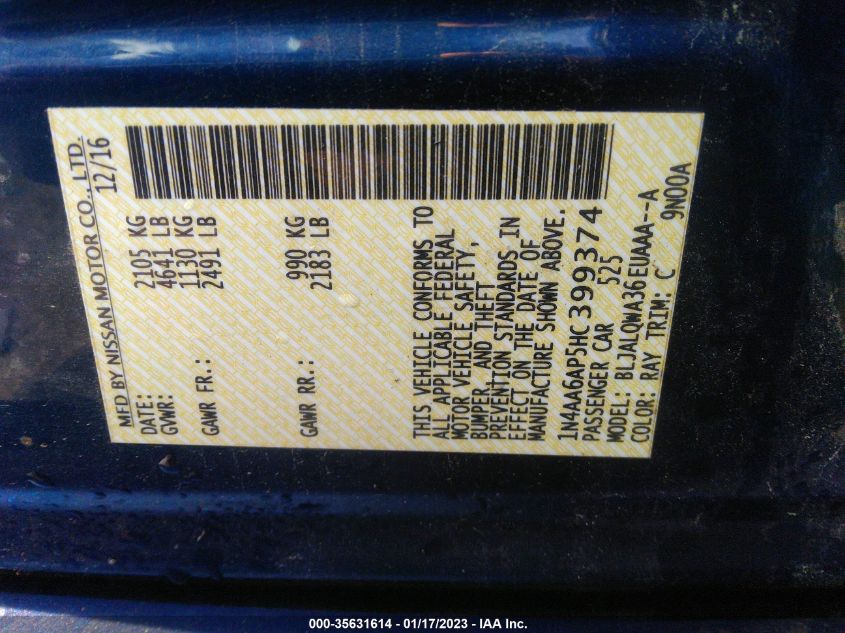 MFD BY NISSAN MOTOR CO., LTD.
DATE: 12/16
GVWR: 2105 KG
4641 LB
GAWR FR.: 1130 KG
2491 LB
GAWR RR.: 990 KG
2183 LB
THIS VEHICLE CONFORMS TO
ALL APPLICABLE FEDERAL
MOTOR VEHICLE SAFETY,
BUMPER, AND THEFT
PREVENTION STANDARDS IN
EFFECT ON THE DATE OF
MANUFACTURE SHOWN ABOVE.
1N4AA6AP5HC399374
PASSENGER CAR 525
MODEL: BLJALQWA36EUAAA--A
COLOR: RAY TRIM: C 9N00A
000-35631614 - 01/17/2023 - IAA Inc.